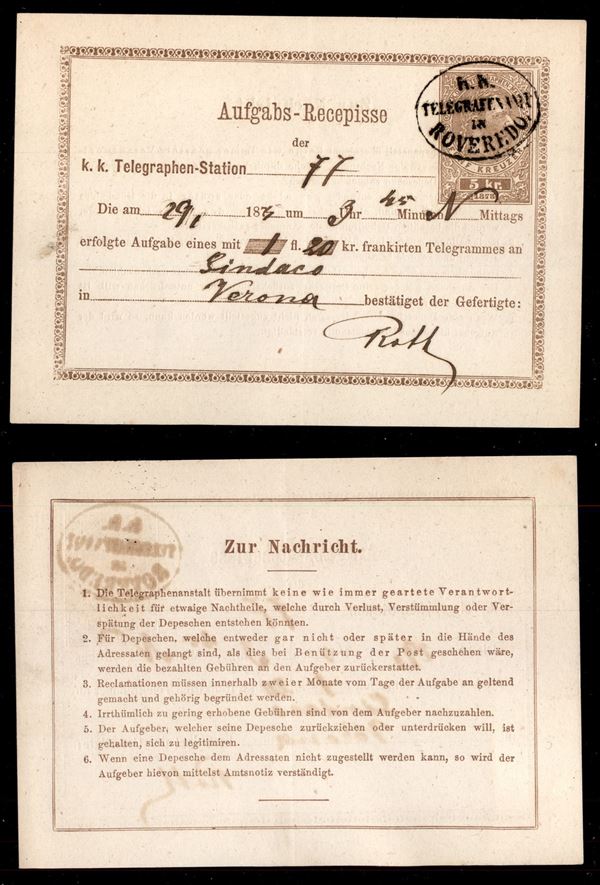 K.K.
TELEGRAFENAMT
IN
ROVEREDO.
KREUZER
5 kr.
1873
Aufgabs-Recepisse
der
k. k. Telegraphen-Station 77
Die am 29/1 187 um 3 Uhr 45 Minuten N Mittags
erfolgte Aufgabe eines mit 1 fl. 20 kr. frankirten Telegrammes an
Sindaco
in Verona bestätiget der Gefertigte:
Roth
Zur Nachricht.
1. Die Telegraphenanstalt übernimmt keine wie immer geartete Verantwort-
lichkeit für etwaige Nachtheile, welche durch Verlust, Verstümmlung oder Ver-
spätung der Depeschen entstehen könnten.
2. Für Depeschen, welche entweder gar nicht oder später in die Hände des
Adressaten gelangt sind, als dies bei Benützung der Post geschehen wäre,
werden die bezahlten Gebühren an den Aufgeber zurückerstattet.
3. Reclamationen müssen innerhalb zweier Monate vom Tage der Aufgabe an geltend
gemacht und gehörig begründet werden.
4. Irrthümlich zu gering erhobene Gebühren sind von dem Aufgeber nachzuzahlen.
5. Der Aufgeber, welcher seine Depesche zurückziehen oder unterdrücken will, ist
gehalten, sich zu legitimiren.
6. Wenn eine Depesche dem Adressaten nicht zugestellt werden kann, so wird der
Aufgeber hievon mittelst Amtsnotiz verständigt.